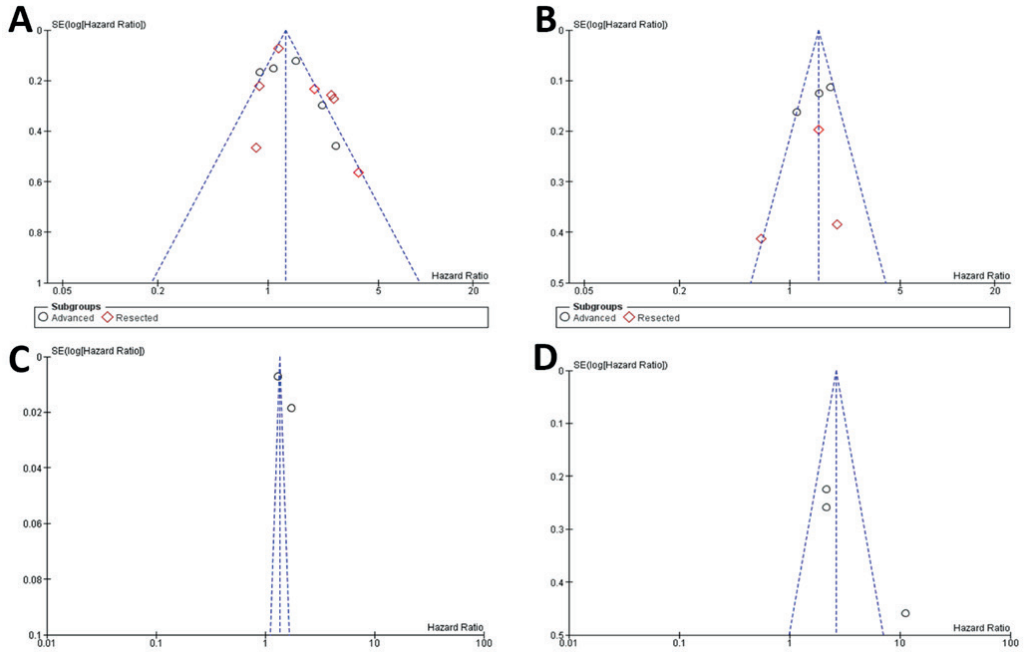 A
SE(log[Hazard Ratio])
0
0.2
0.4
0.6
0.8
1
Hazard Ratio
0.05 0.2 1 5 20
Subgroups
Advanced Resected
B
SE(log[Hazard Ratio])
0
0.1
0.2
0.3
0.4
0.5
Hazard Ratio
0.05 0.2 1 5 20
Subgroups
Advanced Resected
C
SE(log[Hazard Ratio])
0
0.02
0.04
0.06
0.08
0.1
Hazard Ratio
0.01 0.1 1 10 100
D
SE(log[Hazard Ratio])
0
0.1
0.2
0.3
0.4
0.5
Hazard Ratio
0.01 0.1 1 10 100